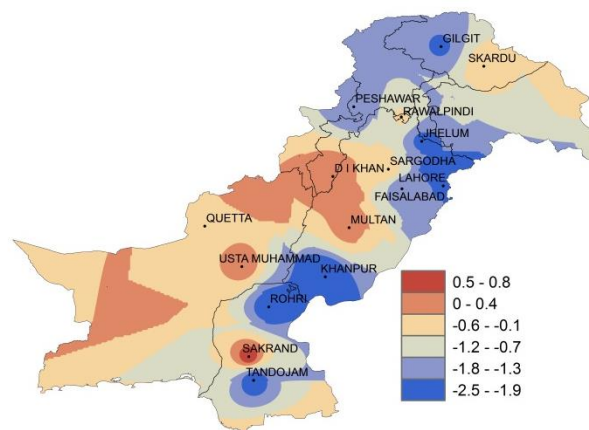 GILGIT
SKARDU
PESHAWAR
RAWALPINDI
JHELUM
SARGODHA
D I KHAN
LAHORE
FAISALABAD
QUETTA
MULTAN
USTA MUHAMMAD
KHANPUR
ROHRI
SAKRAND
TANDOJAM
0.5 - 0.8
0 - 0.4
-0.6 - -0.1
-1.2 - -0.7
-1.8 - -1.3
-2.5 - -1.9